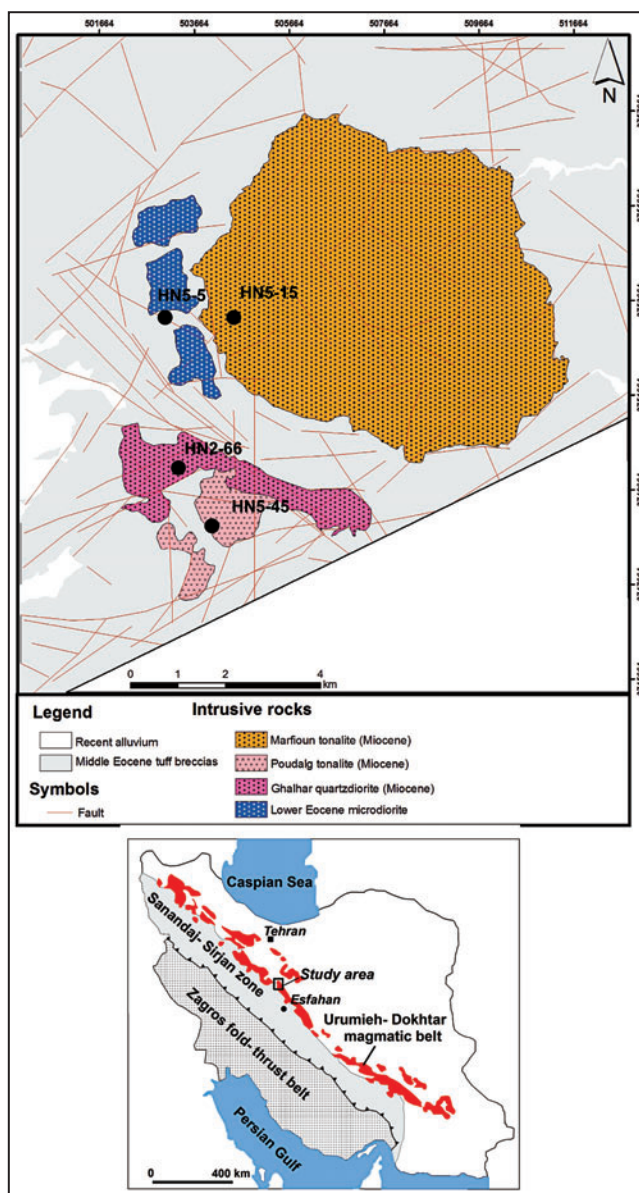 501664 503664 505664 507664 509664 511664
N
HN5-5
HN5-15
HN2-66
HN5-45
0 1 2 4
km
Legend
Recent alluvium
Middle Eocene tuff breccias
Symbols
Fault
Intrusive rocks
Marfioun tonalite (Miocene)
Poudalg tonalite (Miocene)
Ghalhar quartzdiorite (Miocene)
Lower Eocene microdiorite
Caspian Sea
Sanandaj- Sirjan zone
Tehran
Study area
Esfahan
Urumieh- Dokhtar
magmatic belt
Zagros fold- thrust belt
Persian Gulf
0 400 km